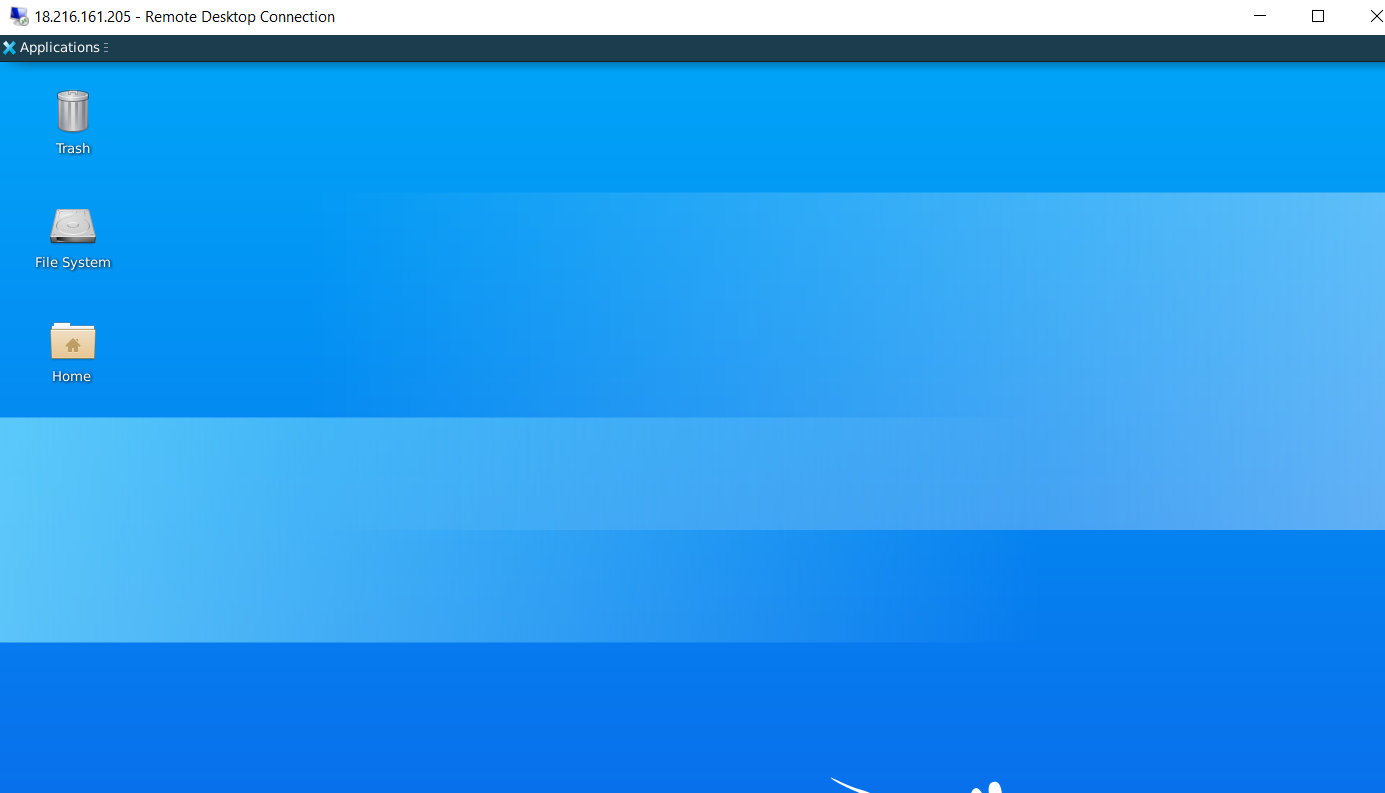 18.216.161.205 - Remote Desktop Connection
Applications
Trash
File System
Home